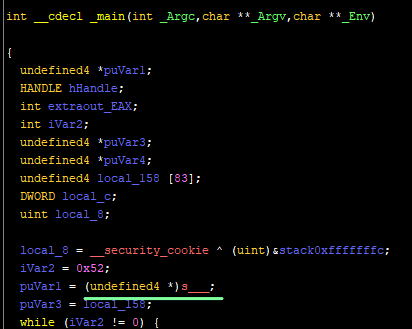 int __cdecl _main(int _Argc,char **_Argv,char **_Env)
{
undefined4 *puVar1;
HANDLE hHandle;
int extraout_EAX;
int iVar2;
undefined4 *puVar3;
undefined4 *puVar4;
undefined4 local_158 [83];
DWORD local_c;
uint local_8;
local_8 = __security_cookie ^ (uint)&stack0xfffffffc;
iVar2 = 0x52;
puVar1 = (undefined4 *)s___;
puVar3 = local_158;
while (iVar2 != 0) {